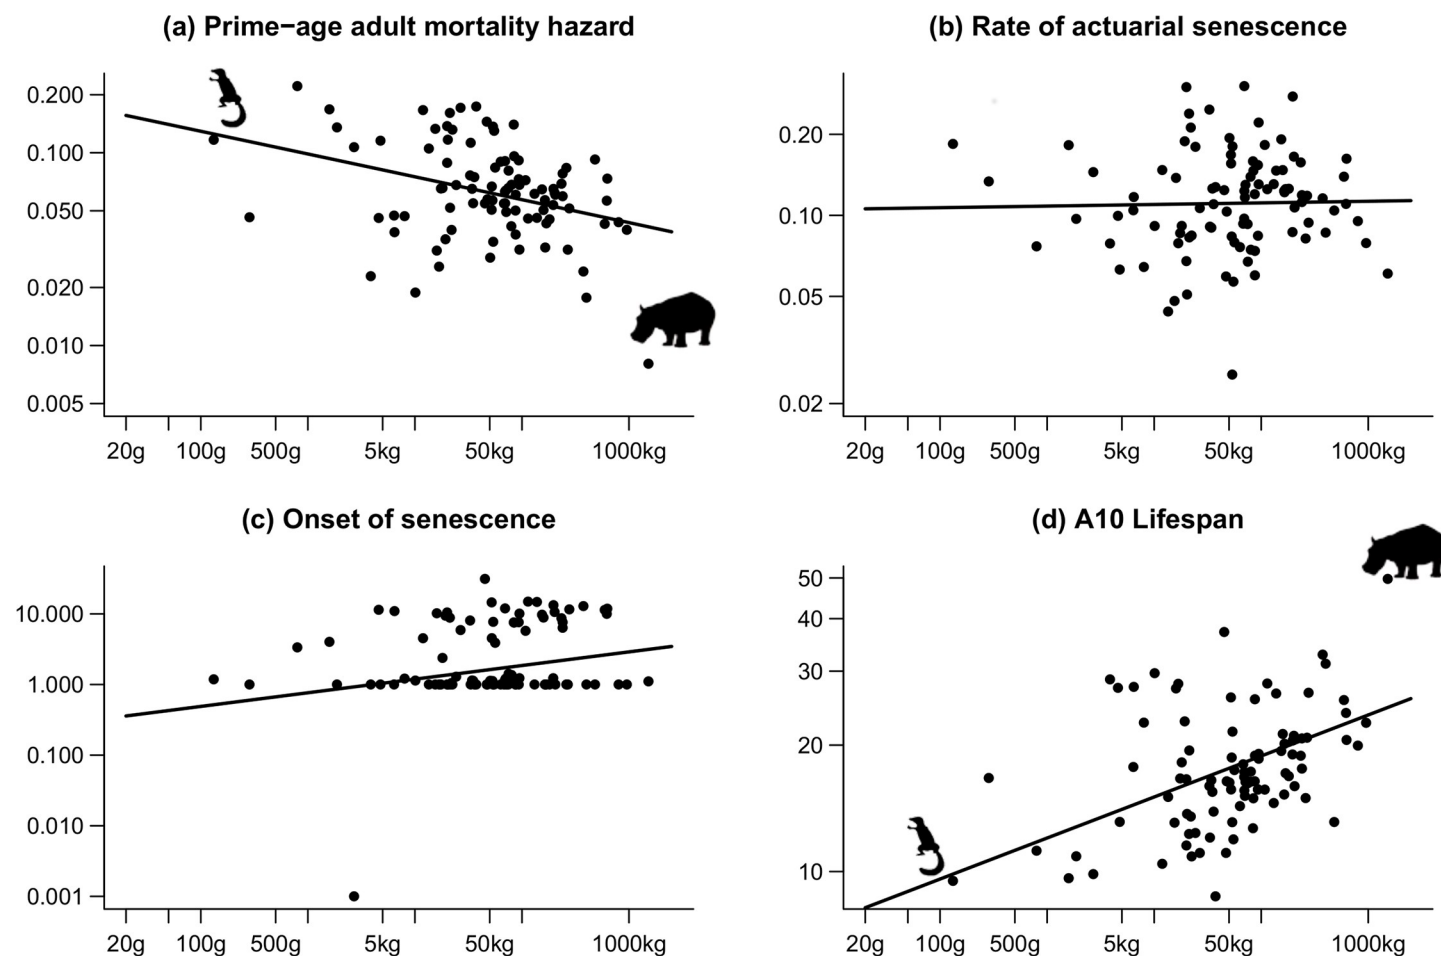 (a) Prime−age adult mortality hazard
0.200
0.100
0.050
0.020
0.010
0.005
20g 100g 500g 5kg 50kg 1000kg
(b) Rate of actuarial senescence
0.20
0.10
0.05
0.02
20g 100g 500g 5kg 50kg 1000kg
(c) Onset of senescence
10.000
1.000
0.100
0.010
0.001
20g 100g 500g 5kg 50kg 1000kg
(d) A10 Lifespan
50
40
30
20
10
20g 100g 500g 5kg 50kg 1000kg